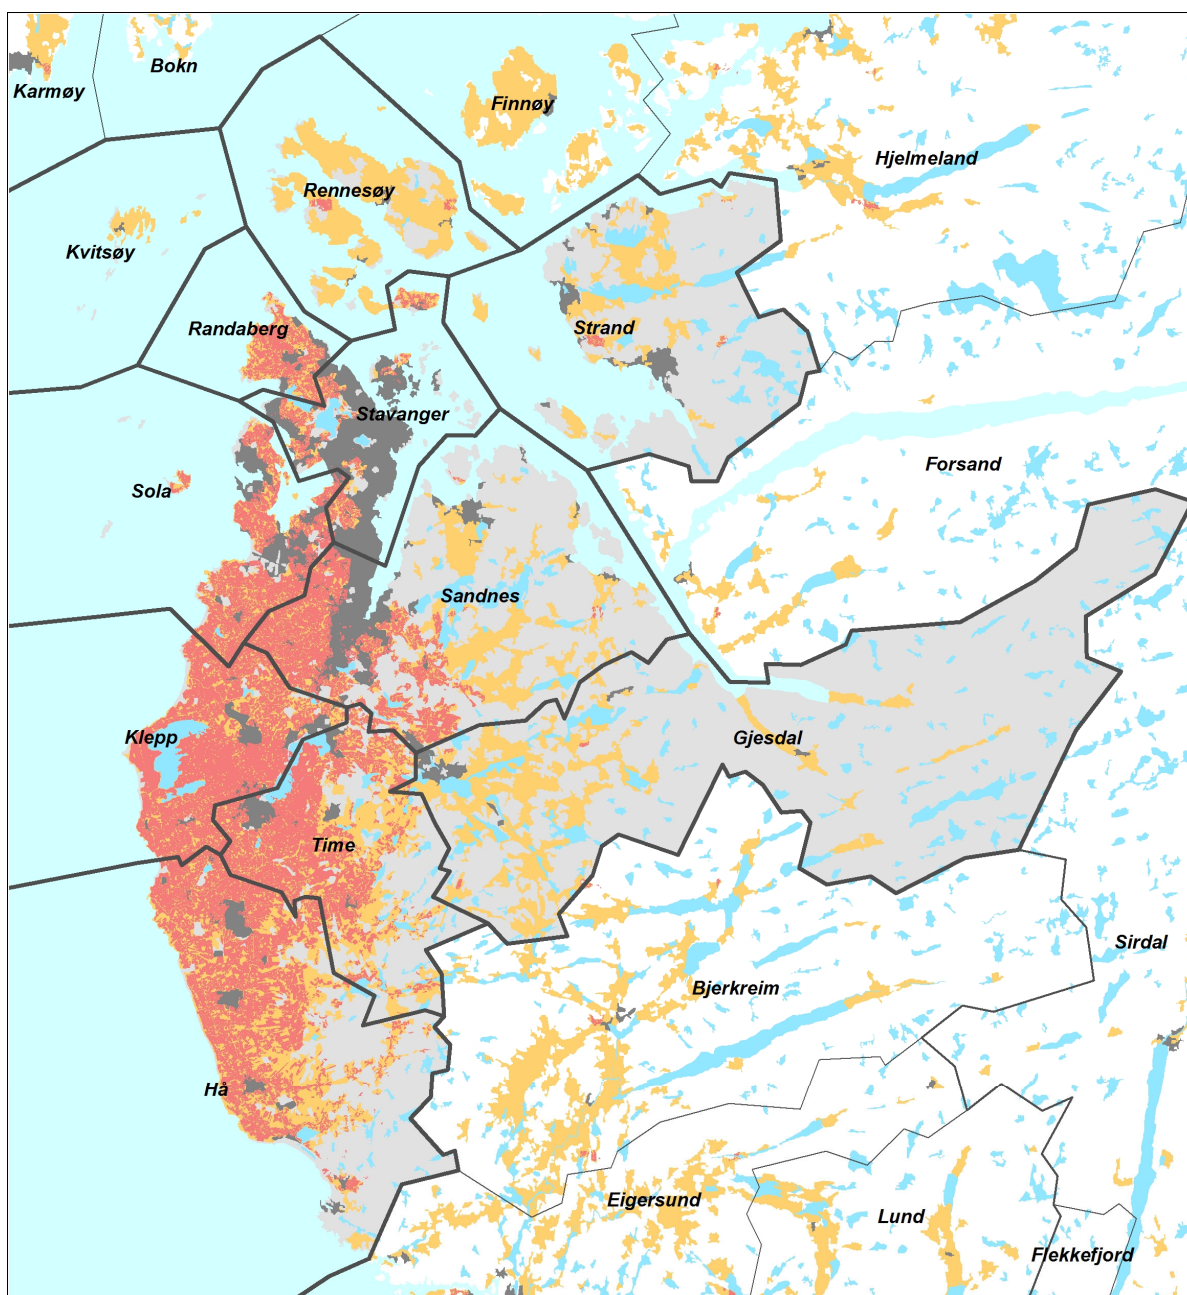 Bokn
Karmøy
Finnøy
Hjelmeland
Rennesøy
Kvitsøy
Randaberg
Strand
Stavanger
Forsand
Sola
Sandnes
Klepp
Gjesdal
Time
Sirdal
Bjerkreim
Hå
Eigersund
Lund
Flekkefjord